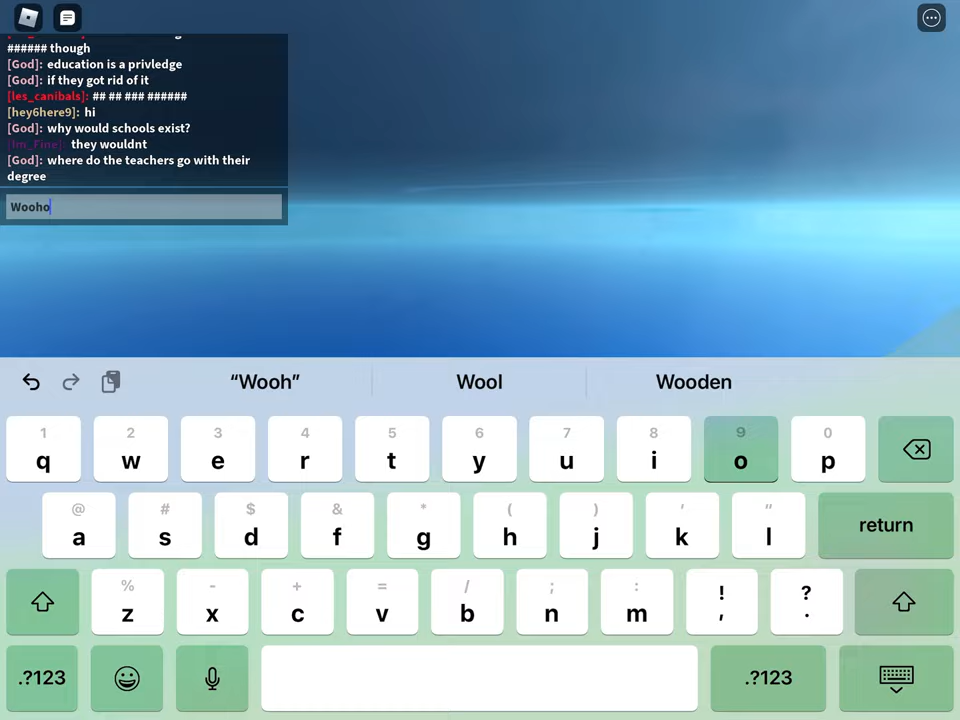 ###### though
[God]: education is a privledge
[God]: if they got rid of it
[les_canibals]: ## ## ### ######
[hey6here9]: hi
[God]: why would schools exist?
[Im_Fine]: they wouldnt
[God]: where do the teachers go with their
degree
Wooho
“Wooh” Wool Wooden
1 2 3 4 5 6 7 8 9 0
q w e r t y u i o p
@ # $ & * ( ) ' "
a s d f g h j k l return
% - + = / ; : ! ?
z x c v b n m , .
.?123 .?123